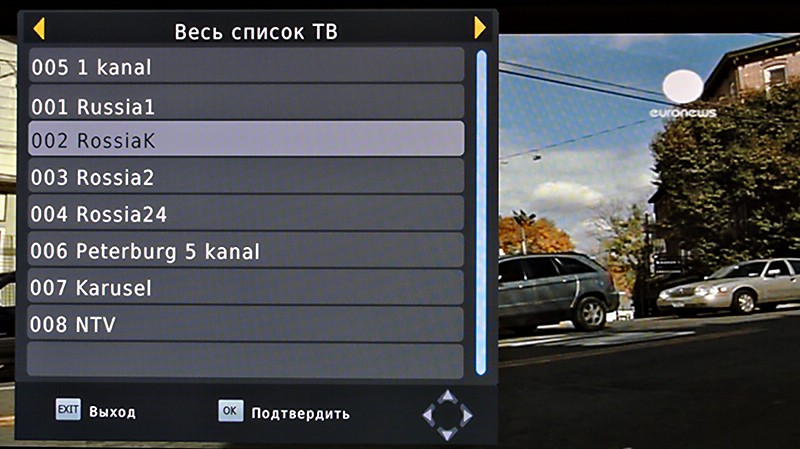 Весь список ТВ
005 1 kanal
001 Russia1
002 RossiaK
003 Rossia2
004 Rossia24
006 Peterburg 5 kanal
007 Karusel
008 NTV
EXIT Выход
OK Подтвердить
euronews